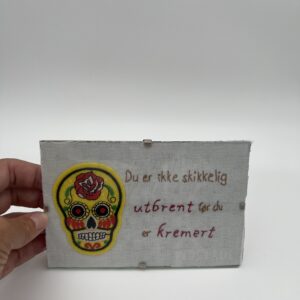 Du er ikke skikkelig
utbrent før du
er kremert